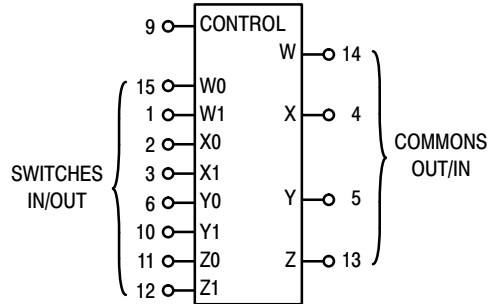 9 CONTROL
W 14
15 W0
1 W1
X 4
2 X0
3 X1
SWITCHES
IN/OUT
COMMONS
OUT/IN
6 Y0
Y 5
10 Y1
11 Z0
Z 13
12 Z1